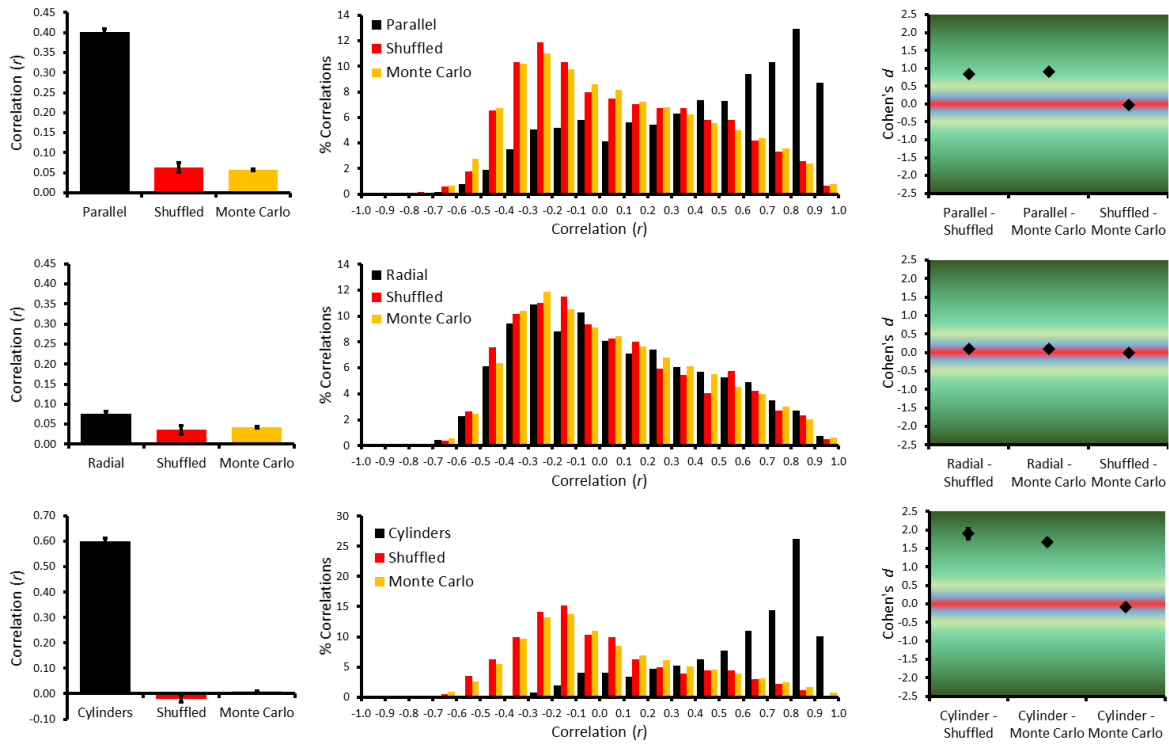 0.45
0.40
0.35
0.30
0.25
0.20
0.15
0.10
0.05
0.00
Correlation (r)
Parallel Shuffled Monte Carlo
14
12
10
8
6
4
2
0
% Correlations
Parallel
Shuffled
Monte Carlo
-1.0 -0.9 -0.8 -0.7 -0.6 -0.5 -0.4 -0.3 -0.2 -0.1 0.0 0.1 0.2 0.3 0.4 0.5 0.6 0.7 0.8 0.9 1.0
Correlation (r)
2.5
2.0
1.5
1.0
0.5
0.0
-0.5
-1.0
-1.5
-2.0
-2.5
Cohen's d
Parallel - Parallel - Shuffled -
Shuffled Monte Carlo Monte Carlo
0.45
0.40
0.35
0.30
0.25
0.20
0.15
0.10
0.05
0.00
Correlation (r)
Radial Shuffled Monte Carlo
14
12
10
8
6
4
2
0
% Correlations
Radial
Shuffled
Monte Carlo
-1.0 -0.9 -0.8 -0.7 -0.6 -0.5 -0.4 -0.3 -0.2 -0.1 0.0 0.1 0.2 0.3 0.4 0.5 0.6 0.7 0.8 0.9 1.0
Correlation (r)
2.5
2.0
1.5
1.0
0.5
0.0
-0.5
-1.0
-1.5
-2.0
-2.5
Cohen's d
Radial - Radial - Shuffled -
Shuffled Monte Carlo Monte Carlo
0.70
0.60
0.50
0.40
0.30
0.20
0.10
0.00
-0.10
Correlation (r)
Cylinders Shuffled Monte Carlo
30
25
20
15
10
5
0
% Correlations
Cylinders
Shuffled
Monte Carlo
-1.0 -0.9 -0.8 -0.7 -0.6 -0.5 -0.4 -0.3 -0.2 -0.1 0.0 0.1 0.2 0.3 0.4 0.5 0.6 0.7 0.8 0.9 1.0
Correlation (r)
2.5
2.0
1.5
1.0
0.5
0.0
-0.5
-1.0
-1.5
-2.0
-2.5
Cohen's d
Cylinder - Cylinder - Cylinder -
Shuffled Monte Carlo Monte Carlo